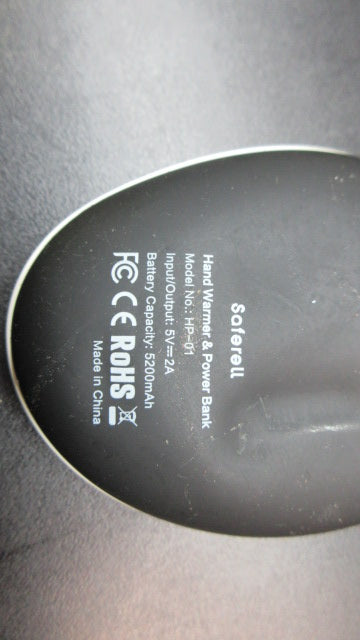 Saferell
Hand Warmer & Power Bank
Model No.: HP-01
Input/Output: 5V⎓2A
Battery Capacity: 5200mAh
FC CE RoHS
Made in China